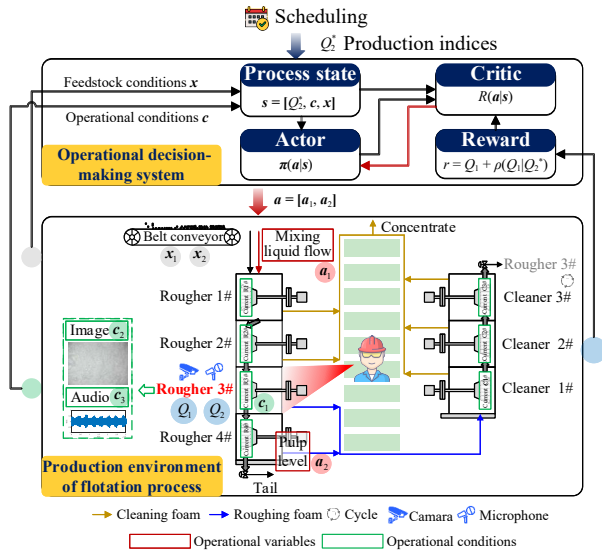 Scheduling
Q₂* Production indices
Feedstock conditions x
Operational conditions c
Process state
s = [Q₂*, c, x]
Critic
R(a|s)
Actor
π(a|s)
Reward
r = Q₁ + ρ(Q₁|Q₂*)
Operational decision-
making system
a = [a₁, a₂]
Belt conveyor
x₁ x₂
Mixing
liquid flow
a₁
Concentrate
Rougher 3#
Rougher 1#
Rougher 2#
Rougher 3#
Rougher 4#
Cleaner 3#
Cleaner 2#
Cleaner 1#
Image c₂
Audio c₃
Q₁ Q₂
c₁
Pulp
level
a₂
Tail
Production environment
of flotation process
Cleaning foam
Roughing foam
Cycle
Camara
Microphone
Operational variables
Operational conditions